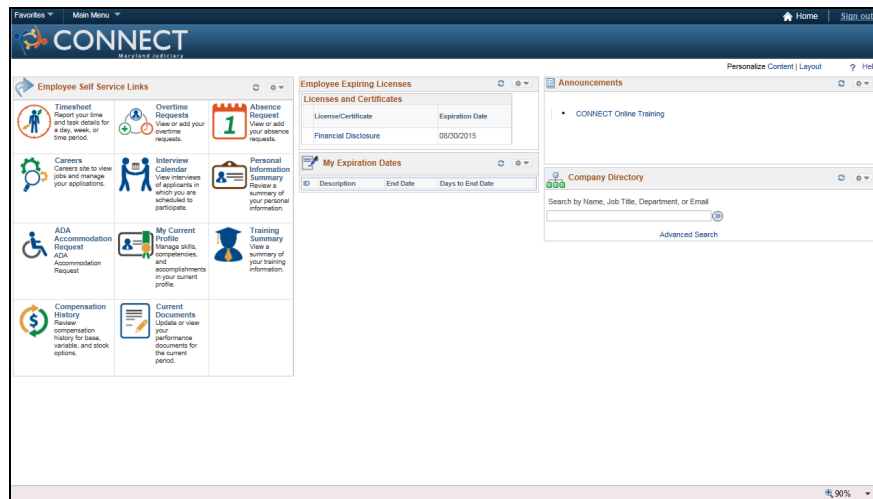 Favorites Main Menu Home Sign out
CONNECT
Maryland Judiciary
Personalize Content | Layout ? Hel
Employee Self Service Links
Timesheet
Report your time
and task details for
a day, week, or
time period.
Overtime
Requests
View or add your
overtime
requests.
Absence
Request
View or add
your absence
requests.
1
Careers
Careers site to view
jobs and manage
your applications.
Interview
Calendar
View interviews
of applicants in
which you are
scheduled to
participate.
Personal
Information
Summary
Review a
summary of
your personal
information.
ADA
Accommodation
Request
ADA
Accommodation
Request
My Current
Profile
Manage skills,
competencies,
and
accomplishments
in your current
profile.
Training
Summary
View a
summary of
your training
information.
Compensation
History
Review
compensation
history for base,
variable, and stock
options.
$
Current
Documents
Update or view
your
performance
documents for
the current
period.
Employee Expiring Licenses
Licenses and Certificates
License/Certificate Expiration Date
Financial Disclosure 06/30/2015
My Expiration Dates
ID Description End Date Days to End Date
Announcements
• CONNECT Online Training
Company Directory
Search by Name, Job Title, Department, or Email
Advanced Search
90%